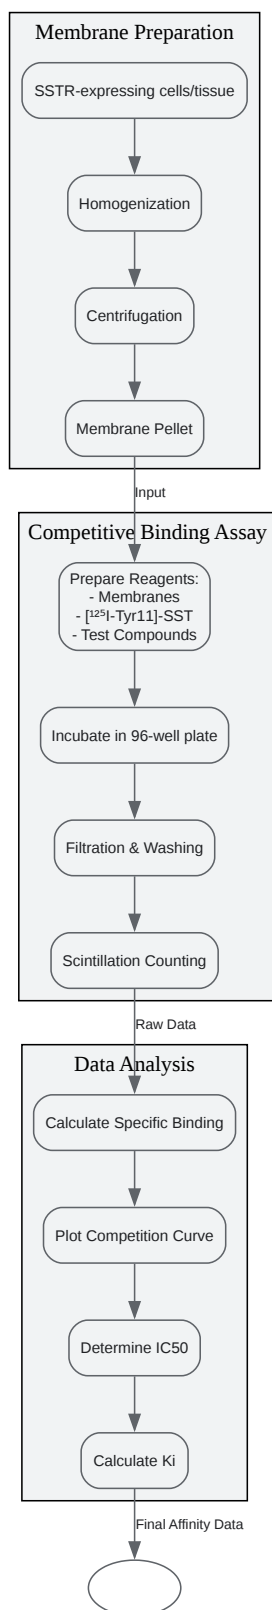 Membrane Preparation
SSTR-expressing cells/tissue
Homogenization
Centrifugation
Membrane Pellet
Input
Competitive Binding Assay
Prepare Reagents:
- Membranes
- [¹²⁵I-Tyr11]-SST
- Test Compounds
Incubate in 96-well plate
Filtration & Washing
Scintillation Counting
Raw Data
Data Analysis
Calculate Specific Binding
Plot Competition Curve
Determine IC50
Calculate Ki
Final Affinity Data